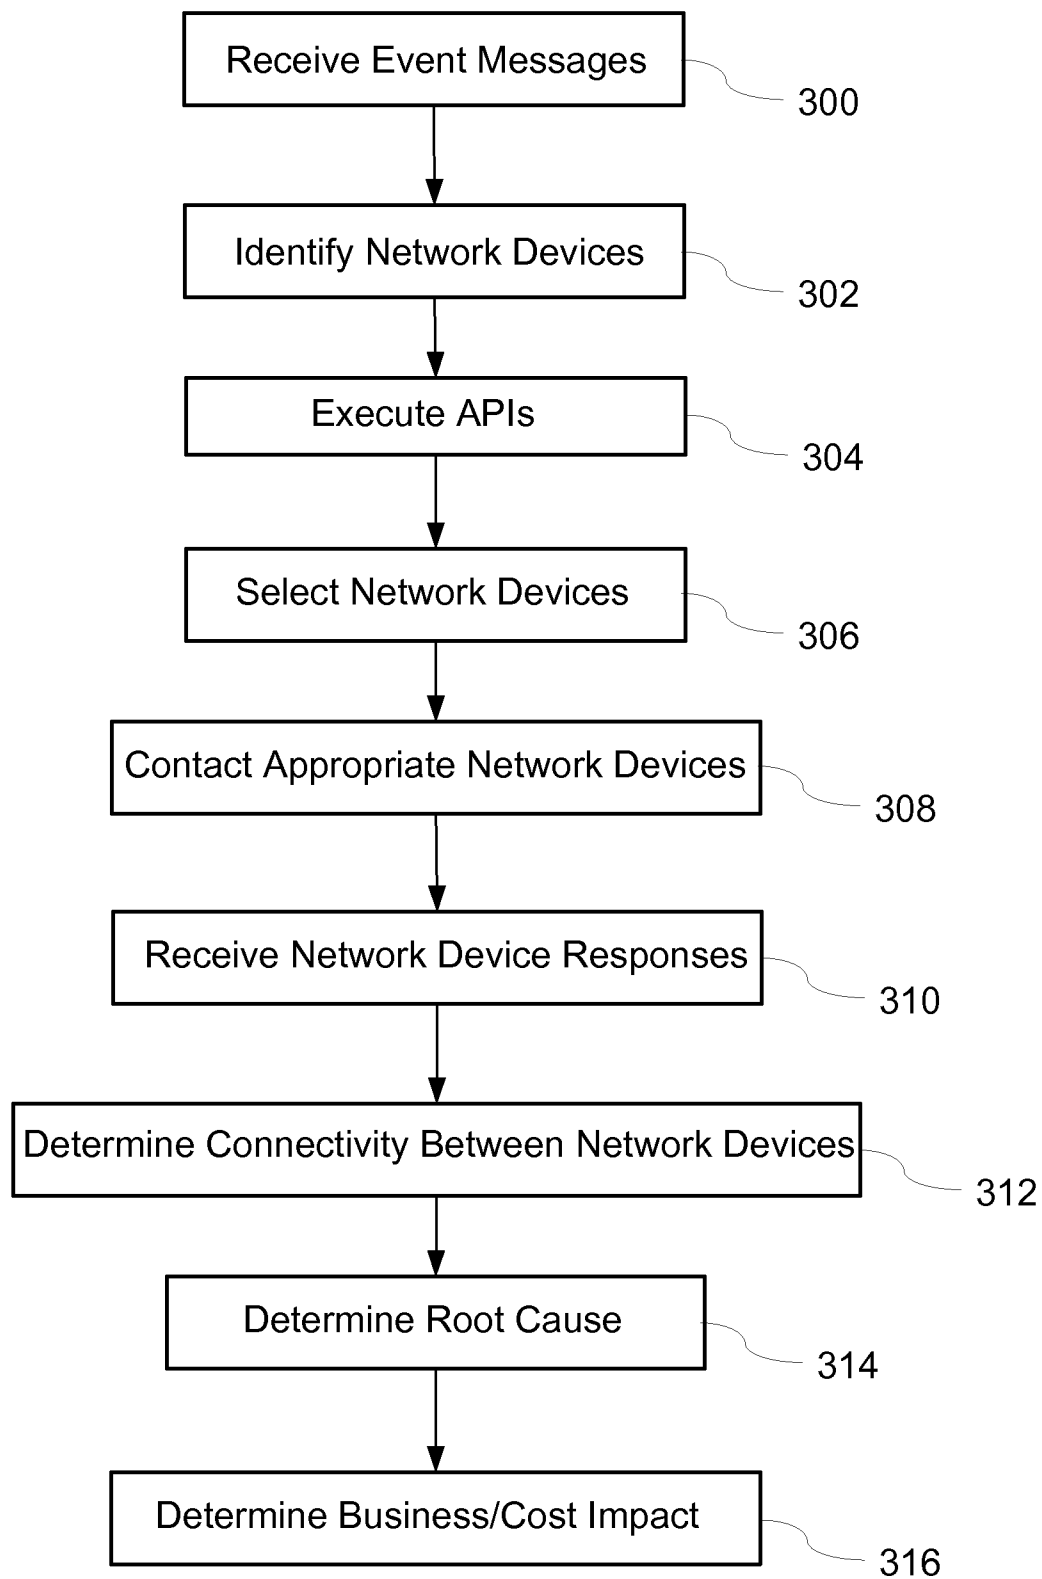 Receive Event Messages
300
Identify Network Devices
302
Execute APIs
304
Select Network Devices
306
Contact Appropriate Network Devices
308
Receive Network Device Responses
310
Determine Connectivity Between Network Devices
312
Determine Root Cause
314
Determine Business/Cost Impact
316